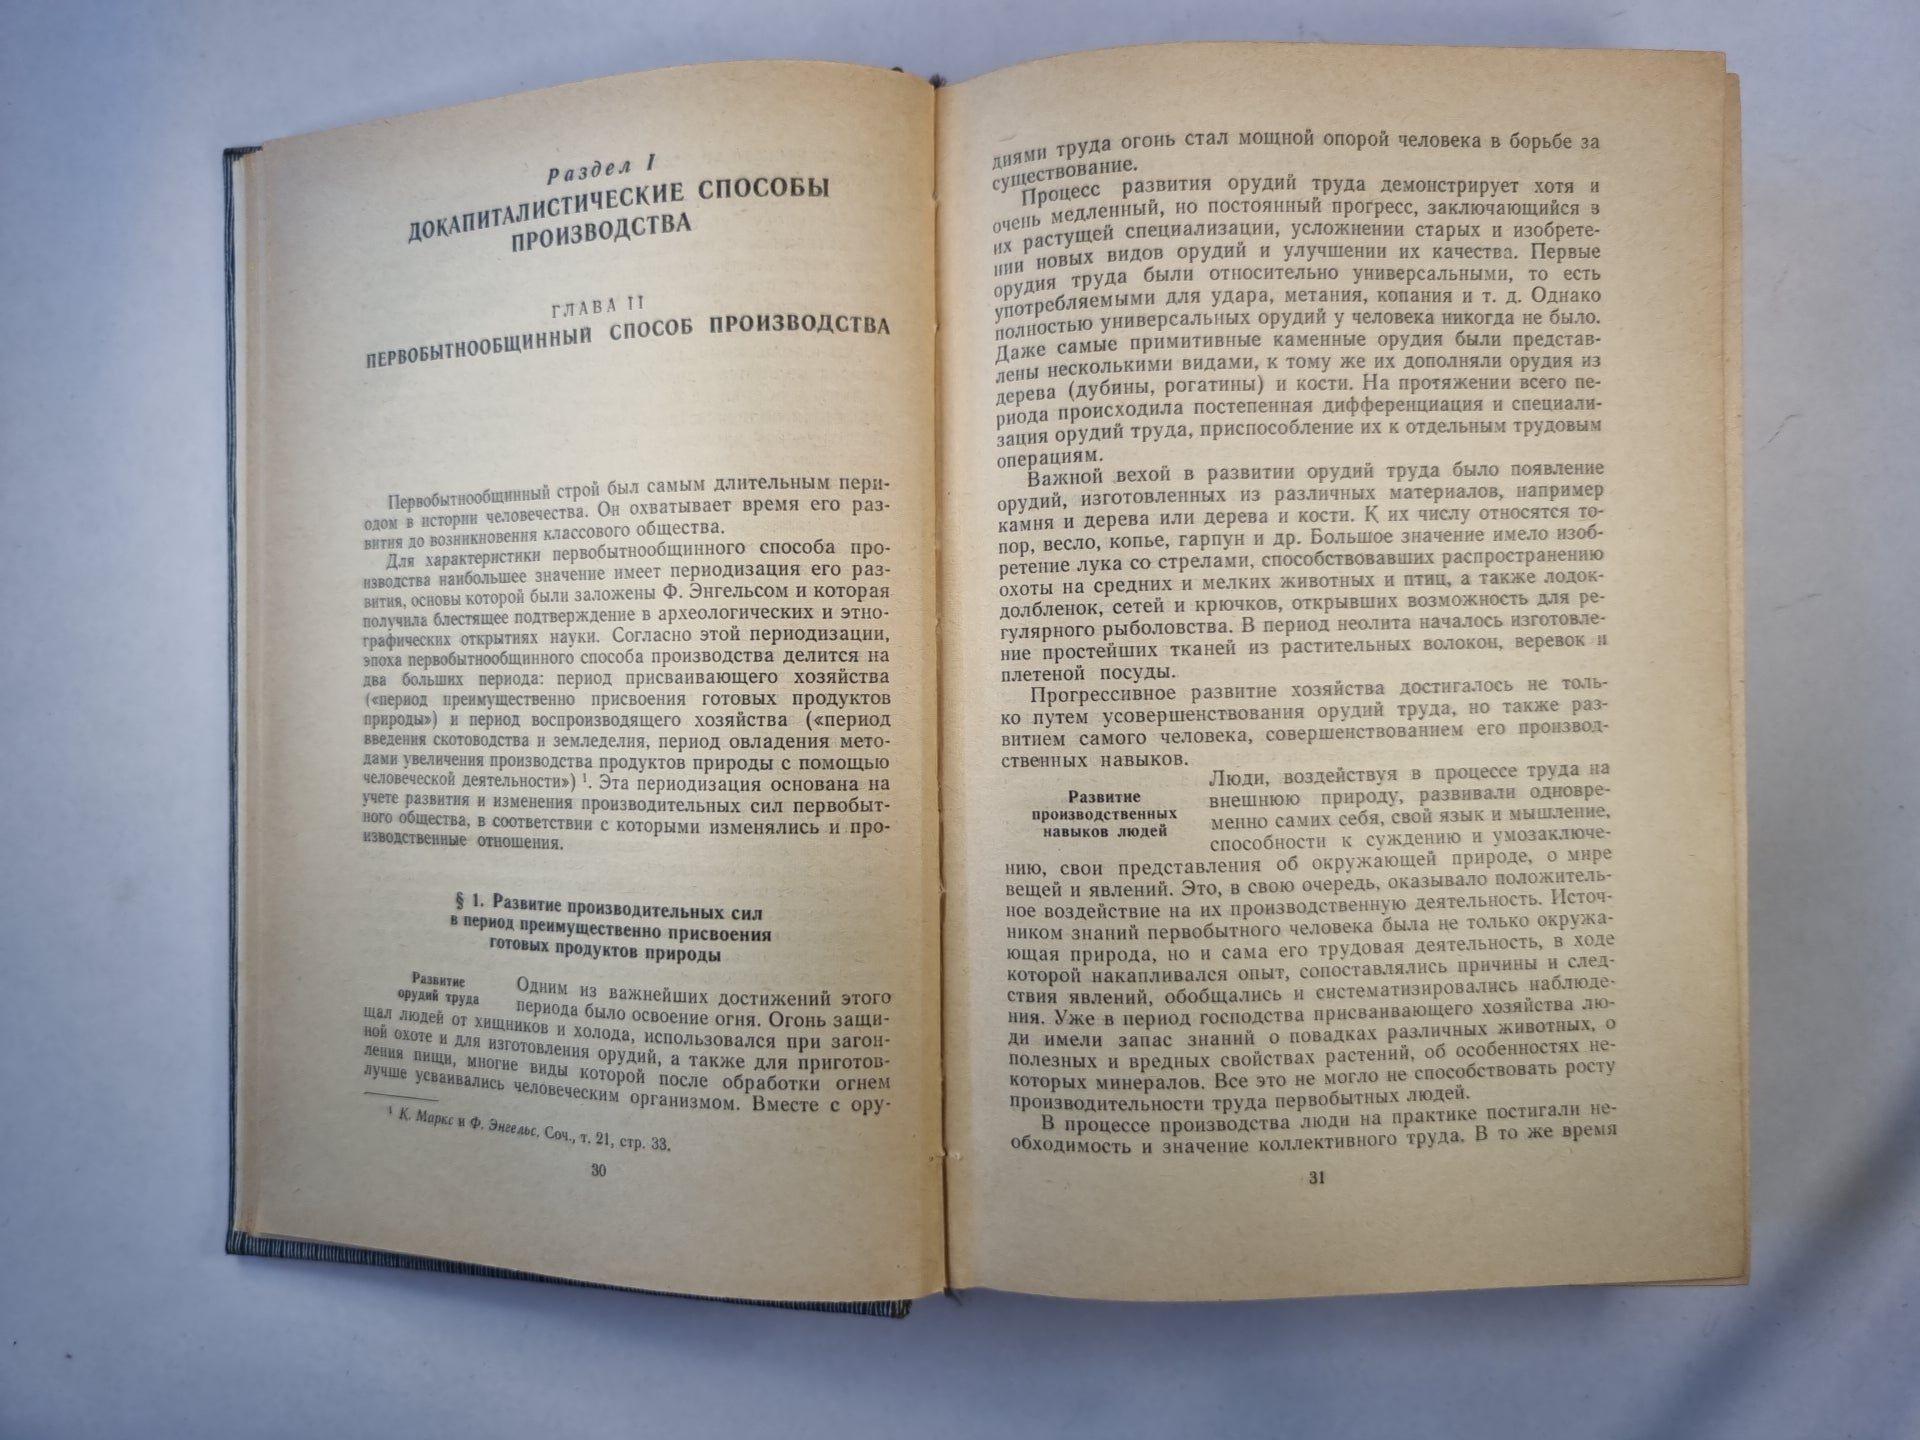 Раздел I
ДОКАПИТАЛИСТИЧЕСКИЕ СПОСОБЫ
ПРОИЗВОДСТВА
ГЛАВА II
ПЕРВОБЫТНООБЩИННЫЙ СПОСОБ ПРОИЗВОДСТВА
Первобытнообщинный строй был самым длительным пери-
одом в истории человечества. Он охватывает время его раз-
вития до возникновения классового общества.
Для характеристики первобытнообщинного способа про-
изводства наибольшее значение имеет периодизация его раз-
вития, основы которой были заложены Ф. Энгельсом и которая
получила блестящее подтверждение в археологических и этно-
графических открытиях науки. Согласно этой периодизации,
эпоха первобытнообщинного способа производства делится на
два больших периода: период присваивающего хозяйства
(«период преимущественно присвоения готовых продуктов
природы») и период воспроизводящего хозяйства («период
введения скотоводства и земледелия, период овладения мето-
дами увеличения производства продуктов природы с помощью
человеческой деятельности») ¹. Эта периодизация основана на
учете развития и изменения производительных сил первобыт-
ного общества, в соответствии с которыми изменялись и про-
изводственные отношения.
§ 1. Развитие производительных сил
в период преимущественно присвоения
готовых продуктов природы
Развитие
орудий труда
Одним из важнейших достижений этого
периода было освоение огня. Огонь защи-
щал людей от хищников и холода, использовался при загон-
ной охоте и для изготовления орудий, а также для приготов-
ления пищи, многие виды которой после обработки огнем
лучше усваивались человеческим организмом. Вместе с ору-
¹ К. Маркс и Ф. Энгельс. Соч., т. 21, стр. 33.
30
диями труда огонь стал мощной опорой человека в борьбе за
существование.
Процесс развития орудий труда демонстрирует хотя и
очень медленный, но постоянный прогресс, заключающийся в
их растущей специализации, усложнении старых и изобрете-
нии новых видов орудий и улучшении их качества. Первые
орудия труда были относительно универсальными, то есть
употребляемыми для удара, метания, копания и т. д. Однако
полностью универсальных орудий у человека никогда не было.
Даже самые примитивные каменные орудия были представ-
лены несколькими видами, к тому же их дополняли орудия из
дерева (дубины, рогатины) и кости. На протяжении всего пе-
риода происходила постепенная дифференциация и специали-
зация орудий труда, приспособление их к отдельным трудовым
операциям.
Важной вехой в развитии орудий труда было появление
орудий, изготовленных из различных материалов, например
камня и дерева или дерева и кости. К их числу относятся то-
пор, весло, копье, гарпун и др. Большое значение имело изоб-
ретение лука со стрелами, способствовавших распространению
охоты на средних и мелких животных и птиц, а также лодок-
долбленок, сетей и крючков, открывших возможность для ре-
гулярного рыболовства. В период неолита началось изготовле-
ние простейших тканей из растительных волокон, веревок и
плетеной посуды.
Прогрессивное развитие хозяйства достигалось не толь-
ко путем усовершенствования орудий труда, но также раз-
витием самого человека, совершенствованием его производ-
ственных навыков.
Развитие
производственных
навыков людей
Люди, воздействуя в процессе труда на
внешнюю природу, развивали одновре-
менно самих себя, свой язык и мышление,
способности к суждению и умозаключе-
нию, свои представления об окружающей природе, о мире
вещей и явлений. Это, в свою очередь, оказывало положитель-
ное воздействие на их производственную деятельность. Источ-
ником знаний первобытного человека была не только окружа-
ющая природа, но и сама его трудовая деятельность, в ходе
которой накапливался опыт, сопоставлялись причины и след-
ствия явлений, обобщались и систематизировались наблюде-
ния. Уже в период господства присваивающего хозяйства лю-
ди имели запас знаний о повадках различных животных, о
полезных и вредных свойствах растений, об особенностях не-
которых минералов. Все это не могло не способствовать росту
производительности труда первобытных людей.
В процессе производства люди на практике постигали не-
обходимость и значение коллективного труда. В то же время
31